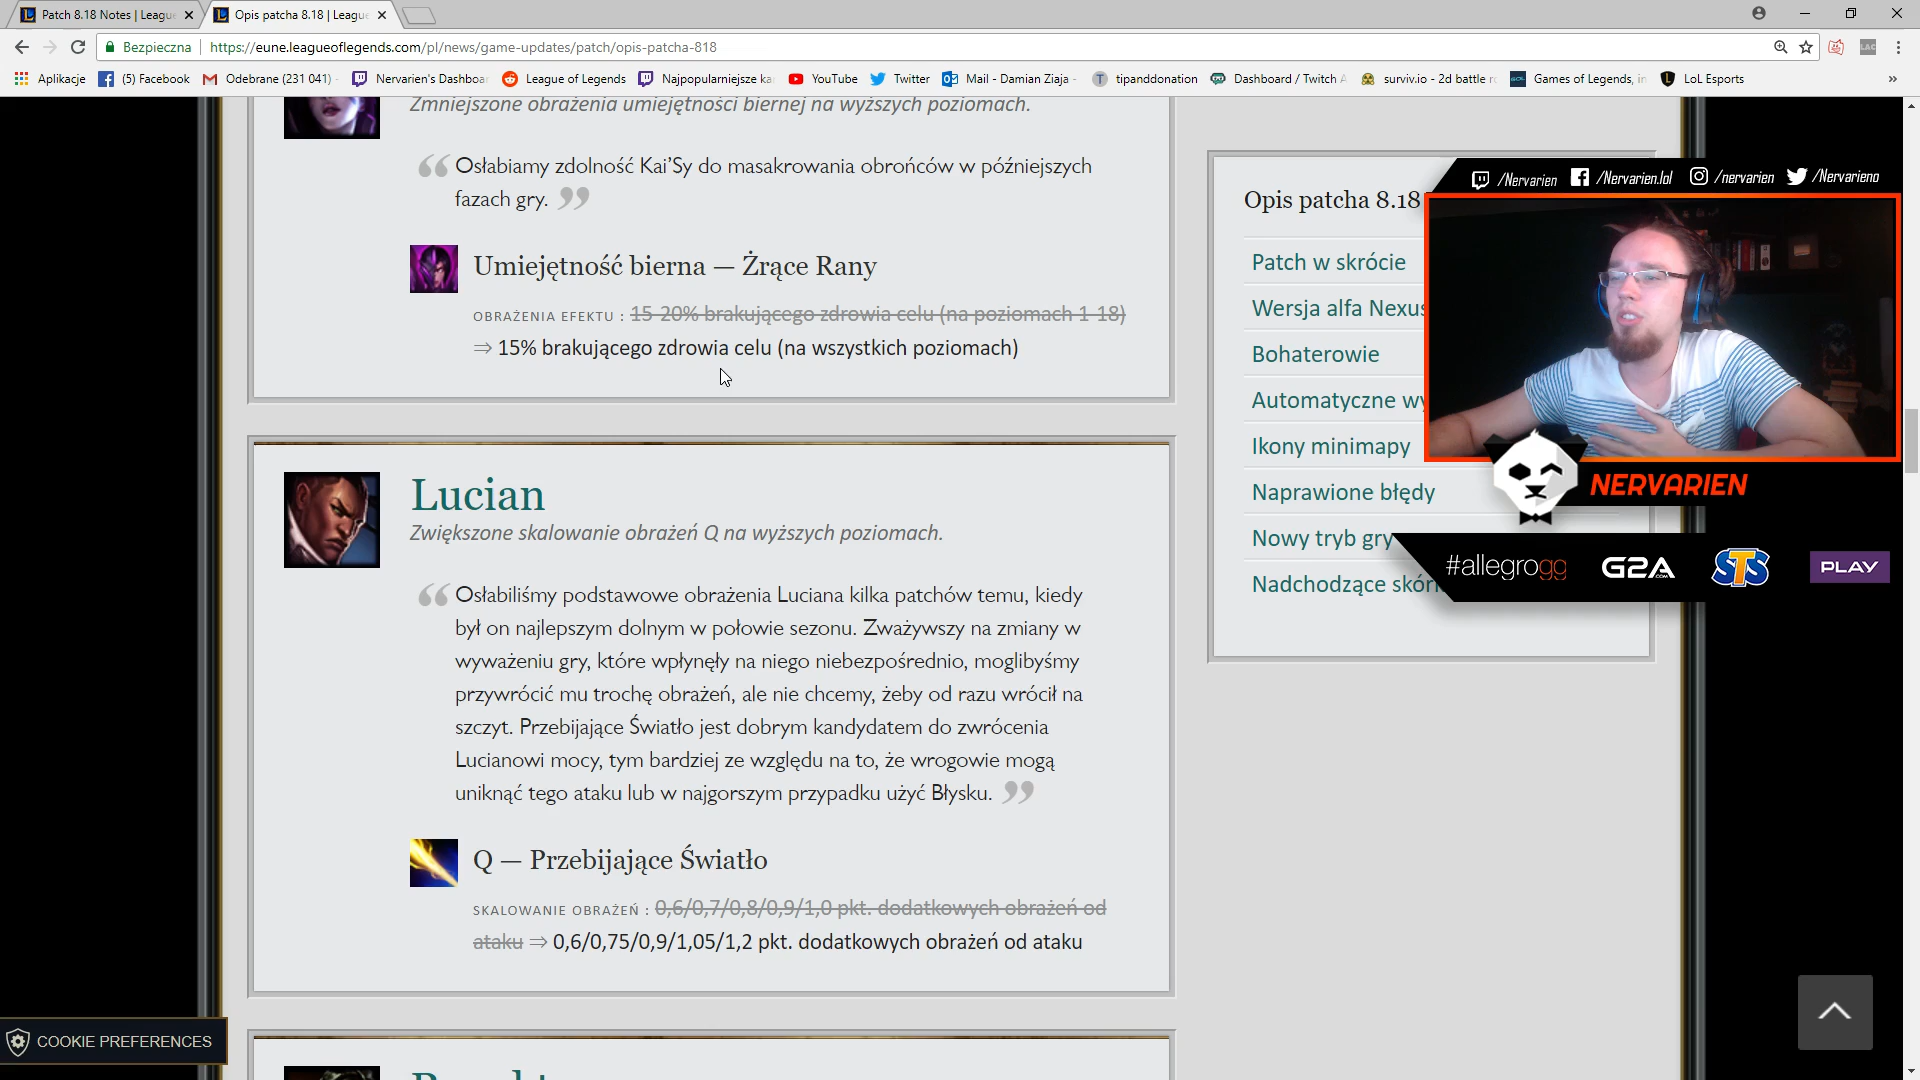 Patch 8.18 Notes | Leagu
Opis patcha 8.18 | Leagu
Bezpieczna
https://eune.leagueoflegends.com/pl/news/game-updates/patch/opis-patcha-818
Aplikacje
(5) Facebook
Odebrane (231 041)
Nervarien's Dashboa
League of Legends
Najpopularniejsze ka
YouTube
Twitter
Mail - Damian Ziaja -
tipanddonation
Dashboard / Twitch A
surviv.io - 2d battle r
Games of Legends, in
LoL Esports
»
Zmniejszone obrażenia umiejętności biernej na wyższych poziomach.
“ Osłabiamy zdolność Kai’Sy do masakrowania obrońców w późniejszych
fazach gry. ”
Umiejętność bierna — Żrące Rany
OBRAŻENIA EFEKTU : 15-20% brakującego zdrowia celu (na poziomach 1-18)
⇒ 15% brakującego zdrowia celu (na wszystkich poziomach)
Lucian
Zwiększone skalowanie obrażeń Q na wyższych poziomach.
“ Osłabiliśmy podstawowe obrażenia Luciana kilka patchów temu, kiedy
był on najlepszym dolnym w połowie sezonu. Zważywszy na zmiany w
wyważeniu gry, które wpłynęły na niego niebezpośrednio, moglibyśmy
przywrócić mu trochę obrażeń, ale nie chcemy, żeby od razu wrócił na
szczyt. Przebijające Światło jest dobrym kandydatem do zwrócenia
Lucianowi mocy, tym bardziej ze względu na to, że wrogowie mogą
uniknąć tego ataku lub w najgorszym przypadku użyć Błysku. ”
Q — Przebijające Światło
SKALOWANIE OBRAŻEŃ : 0,6/0,7/0,8/0,9/1,0 pkt. dodatkowych obrażeń od
ataku ⇒ 0,6/0,75/0,9/1,05/1,2 pkt. dodatkowych obrażeń od ataku
Opis patcha 8.18
Patch w skrócie
Wersja alfa Nexus
Bohaterowie
Automatyczne wy
Ikony minimapy
Naprawione błędy
Nowy tryb gry
Nadchodzące skórk
/Nervarien
/Nervarien.lol
/nervarien
/Nervarieno
NERVARIEN
#allegrogg
G2A.COM
STS
PLAY
COOKIE PREFERENCES